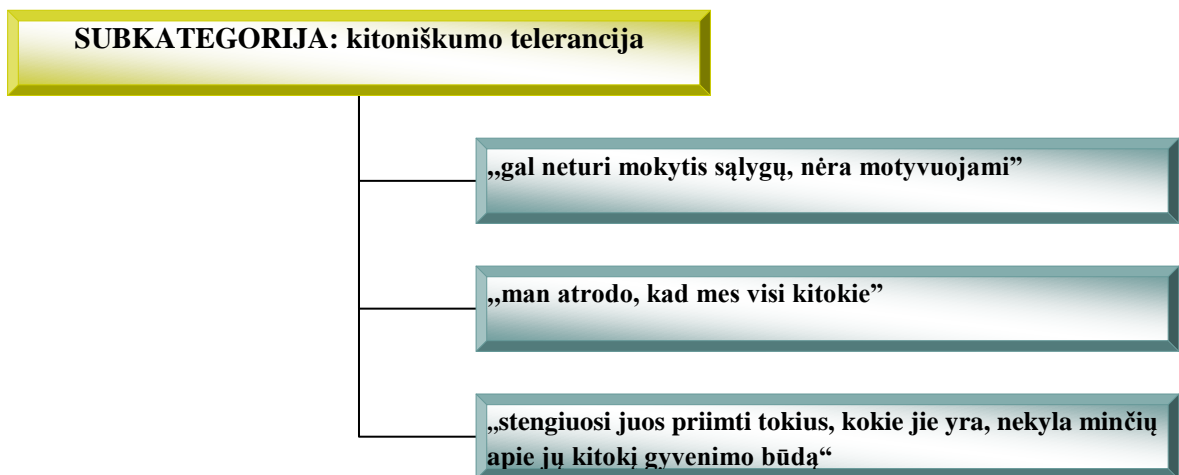 SUBKATEGORIJA: kitoniškumo telerancija
„gal neturi mokytis sąlygų, nėra motyvuojami”
„man atrodo, kad mes visi kitokie”
„stengiuosi juos priimti tokius, kokie jie yra, nekyla minčių
apie jų kitokį gyvenimo būdą“